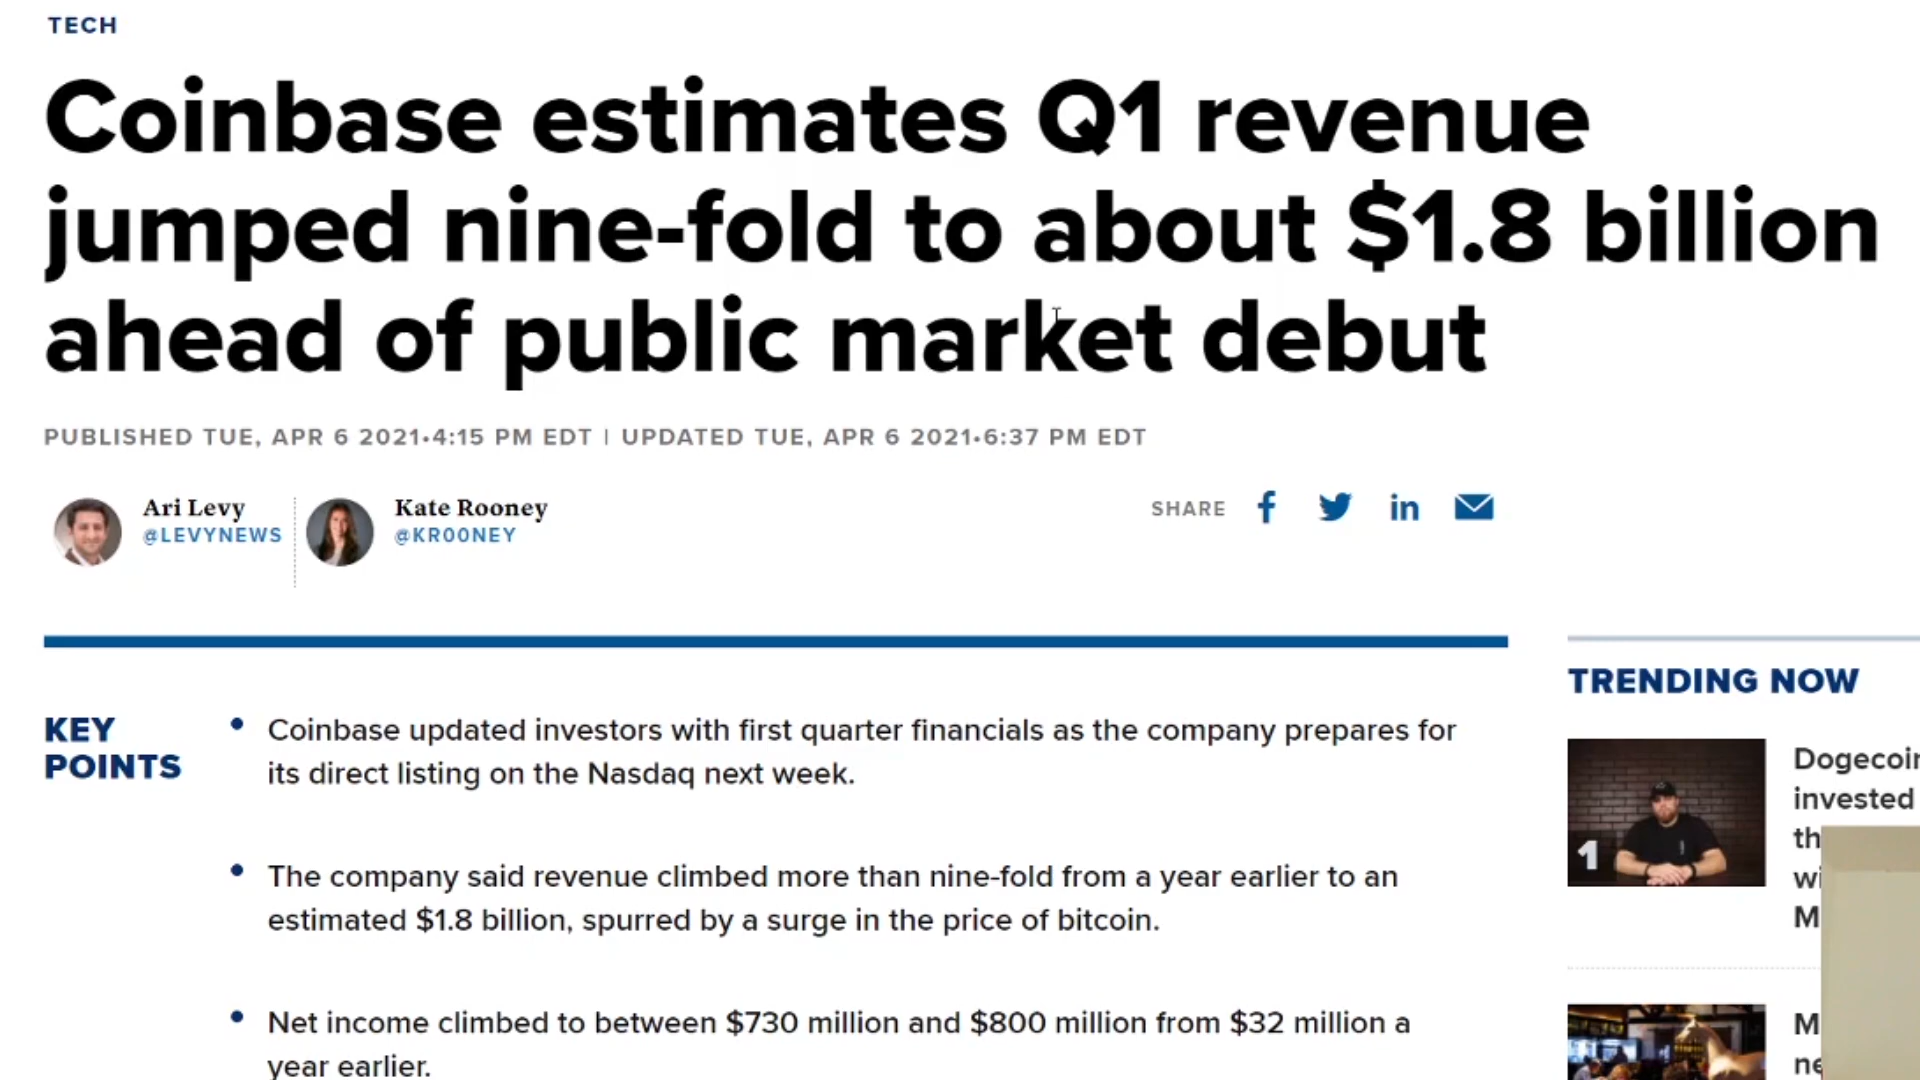 TECH
Coinbase estimates Q1 revenue
jumped nine-fold to about $1.8 billion
ahead of public market debut
PUBLISHED TUE, APR 6 2021•4:15 PM EDT | UPDATED TUE, APR 6 2021•6:37 PM EDT
Ari Levy
@LEVYNEWS
Kate Rooney
@KR00NEY
SHARE
KEY
POINTS
• Coinbase updated investors with first quarter financials as the company prepares for
its direct listing on the Nasdaq next week.
• The company said revenue climbed more than nine-fold from a year earlier to an
estimated $1.8 billion, spurred by a surge in the price of bitcoin.
• Net income climbed to between $730 million and $800 million from $32 million a
year earlier.
TRENDING NOW
1
Dogecoin
invested